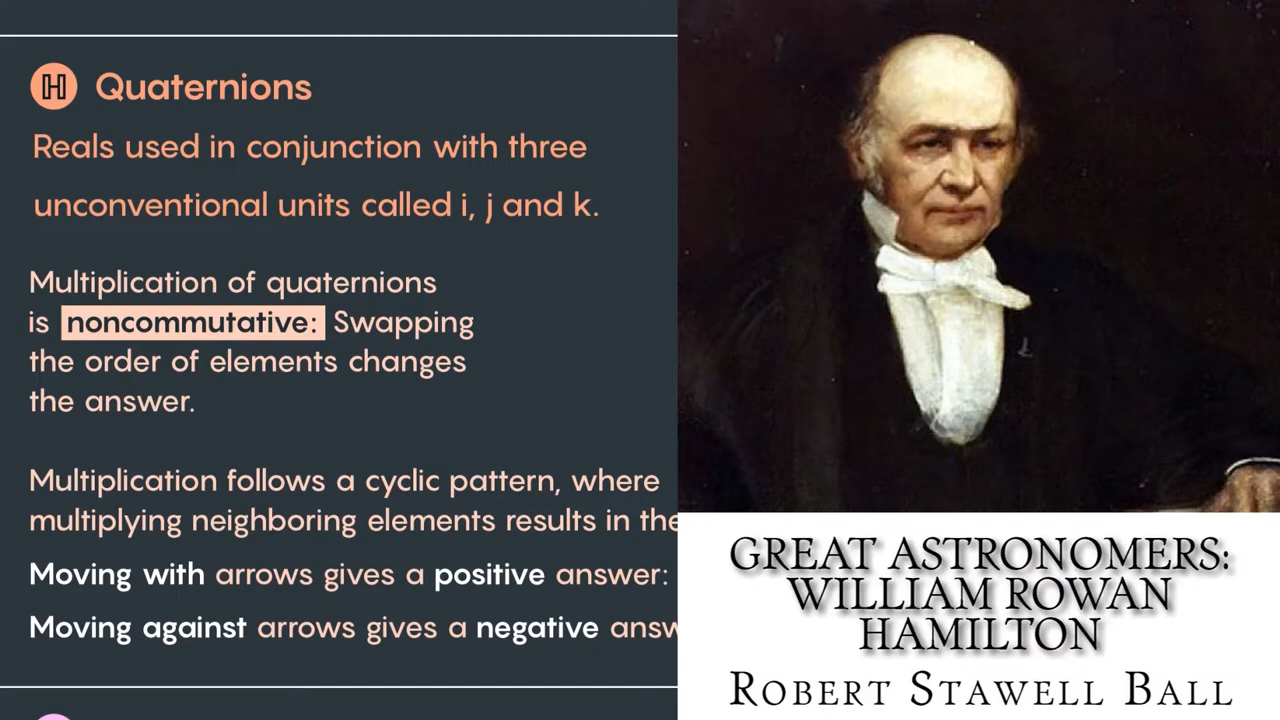 ℍ Quaternions
Reals used in conjunction with three
unconventional units called i, j and k.
Multiplication of quaternions
is noncommutative: Swapping
the order of elements changes
the answer.
Multiplication follows a cyclic pattern, where
multiplying neighboring elements results in the
Moving with arrows gives a positive answer:
Moving against arrows gives a negative answ
GREAT ASTRONOMERS:
WILLIAM ROWAN
HAMILTON
ROBERT STAWELL BALL